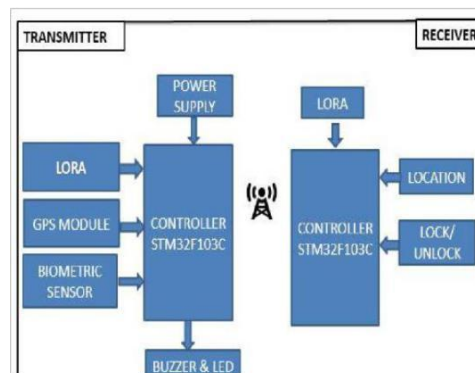 TRANSMITTER
RECEIVER
POWER
SUPPLY
LORA
LORA
GPS MODULE
BIOMETRIC
SENSOR
CONTROLLER
STM32F103C
CONTROLLER
STM32F103C
LOCATION
LOCK/
UNLOCK
BUZZER & LED